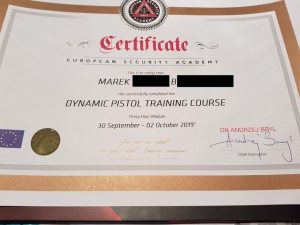 ACADEMY
Certificate
EUROPEAN SECURITY ACADEMY
This is to certify that
MAREK B
Has successfully completed the
DYNAMIC PISTOL TRAINING COURSE
Thirty Hour Module
30 September – 02 October 2019
DR ANDRZEJ BRYL
Chief Instructor